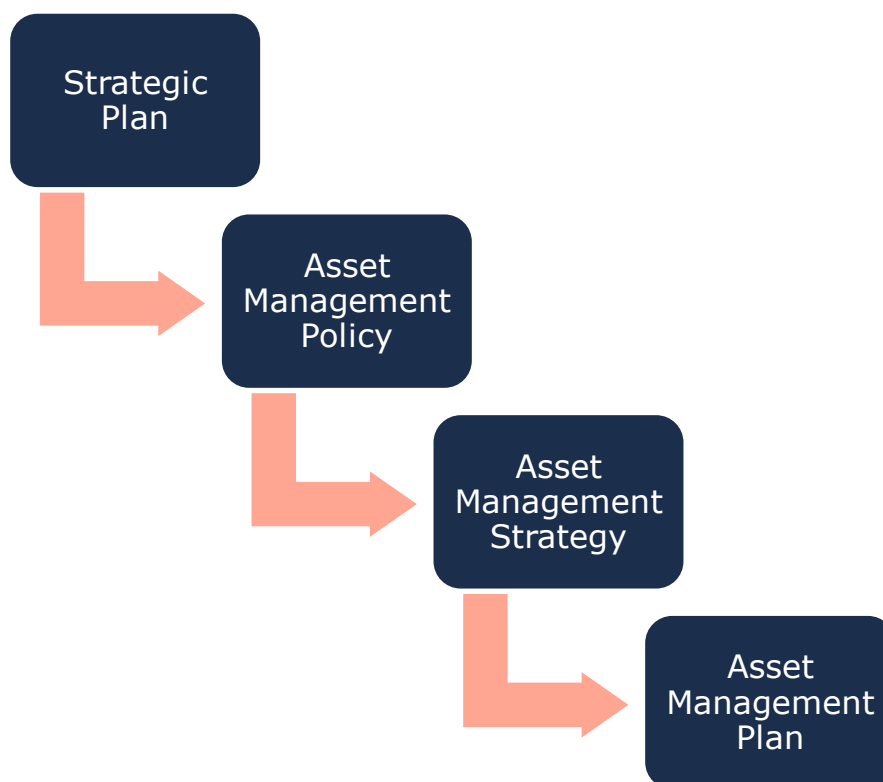 Strategic
Plan
Asset
Management
Policy
Asset
Management
Strategy
Asset
Management
Plan